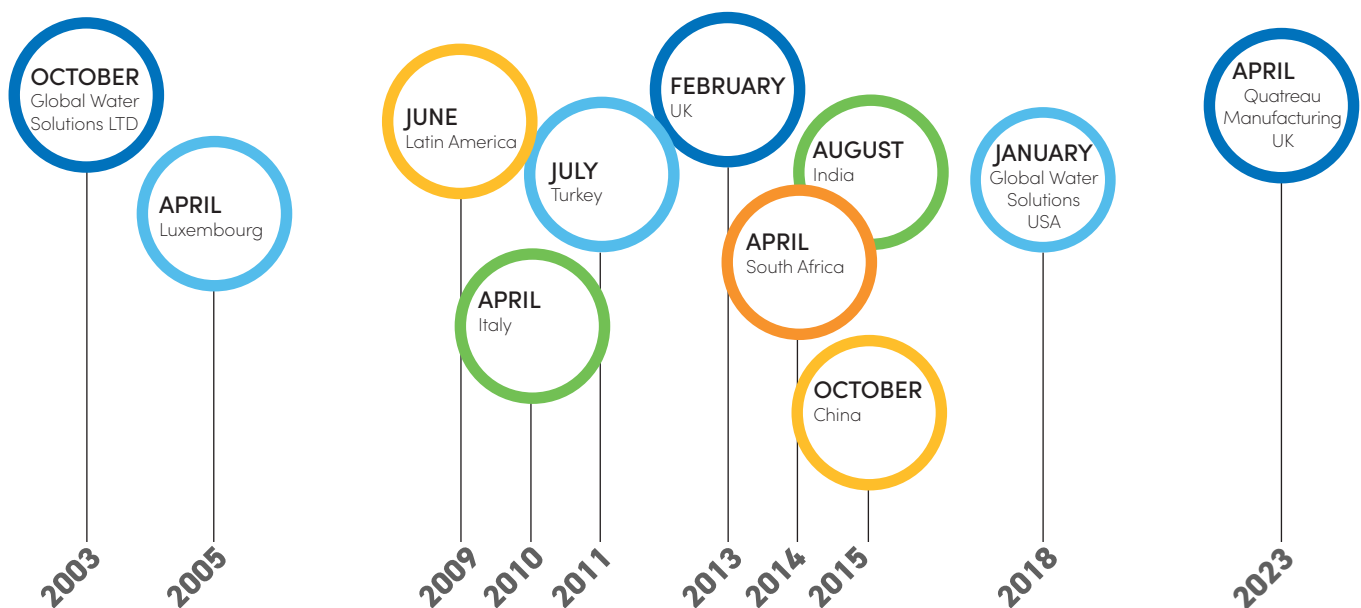 OCTOBER
Global Water
Solutions LTD
APRIL
Luxembourg
JUNE
Latin America
APRIL
Italy
JULY
Turkey
FEBRUARY
UK
APRIL
South Africa
AUGUST
India
OCTOBER
China
JANUARY
Global Water
Solutions
USA
APRIL
Quatreau
Manufacturing
UK
2003
2005
2009
2010
2011
2013
2014
2015
2018
2023